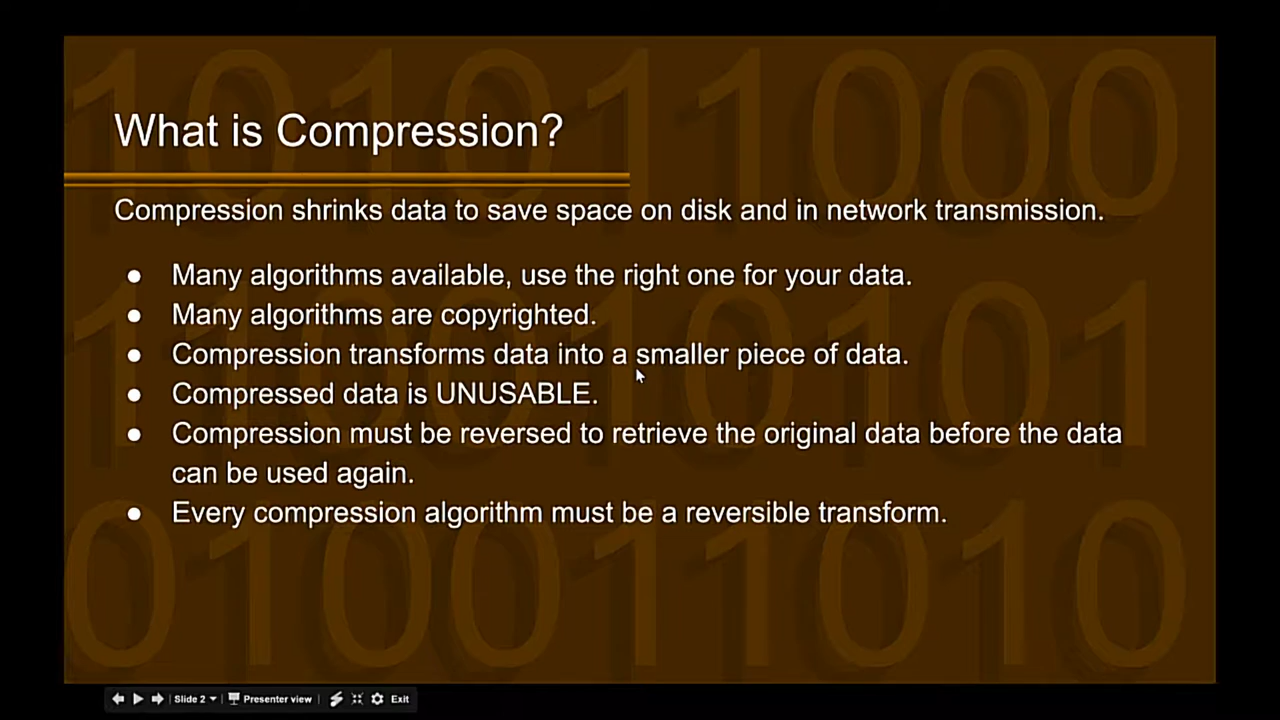 What is Compression?
Compression shrinks data to save space on disk and in network transmission.
● Many algorithms available, use the right one for your data.
● Many algorithms are copyrighted.
● Compression transforms data into a smaller piece of data.
● Compressed data is UNUSABLE.
● Compression must be reversed to retrieve the original data before the data
can be used again.
● Every compression algorithm must be a reversible transform.
101011000
110010101
010011010
Slide 2 Presenter view Exit